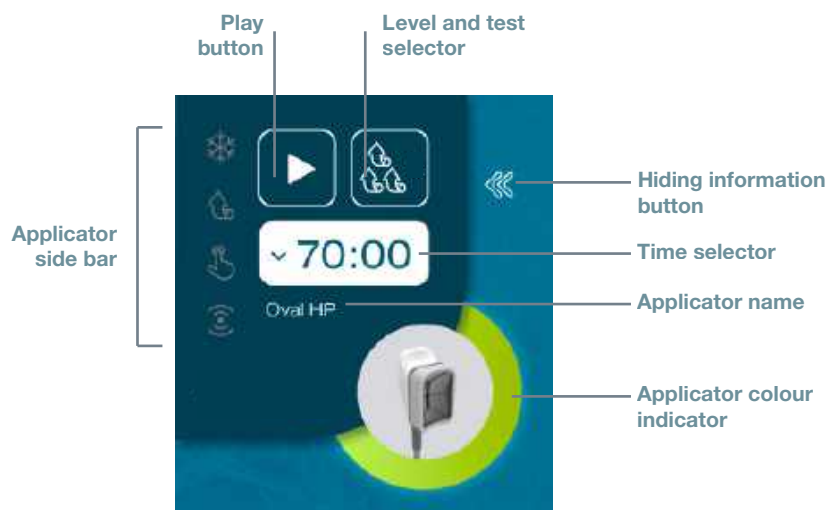 Play
button
Level and test
selector
Applicator
side bar
70:00
Oval HP
Hiding information
button
Time selector
Applicator name
Applicator colour
indicator